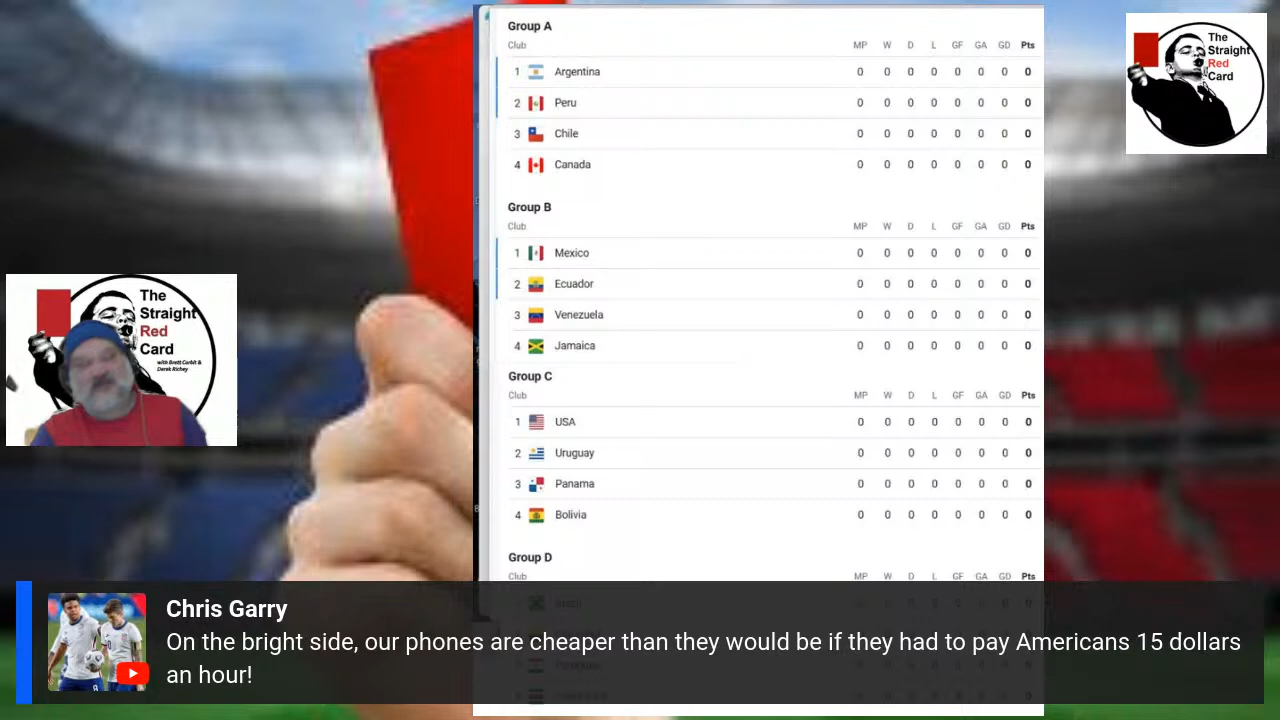 Group A
Club MP W D L GF GA GD Pts
1 Argentina 0 0 0 0 0 0 0 0
2 Peru 0 0 0 0 0 0 0 0
3 Chile 0 0 0 0 0 0 0 0
4 Canada 0 0 0 0 0 0 0 0
Group B
Club MP W D L GF GA GD Pts
1 Mexico 0 0 0 0 0 0 0 0
2 Ecuador 0 0 0 0 0 0 0 0
3 Venezuela 0 0 0 0 0 0 0 0
4 Jamaica 0 0 0 0 0 0 0 0
Group C
Club MP W D L GF GA GD Pts
1 USA 0 0 0 0 0 0 0 0
2 Uruguay 0 0 0 0 0 0 0 0
3 Panama 0 0 0 0 0 0 0 0
4 Bolivia 0 0 0 0 0 0 0 0
Group D
Club MP W D L GF GA GD Pts
Brazil
The
Straight
Red
Card
The
Straight
Red
Card
with Brett Corbit &
Derek Richey
Chris Garry
On the bright side, our phones are cheaper than they would be if they had to pay Americans 15 dollars
an hour!